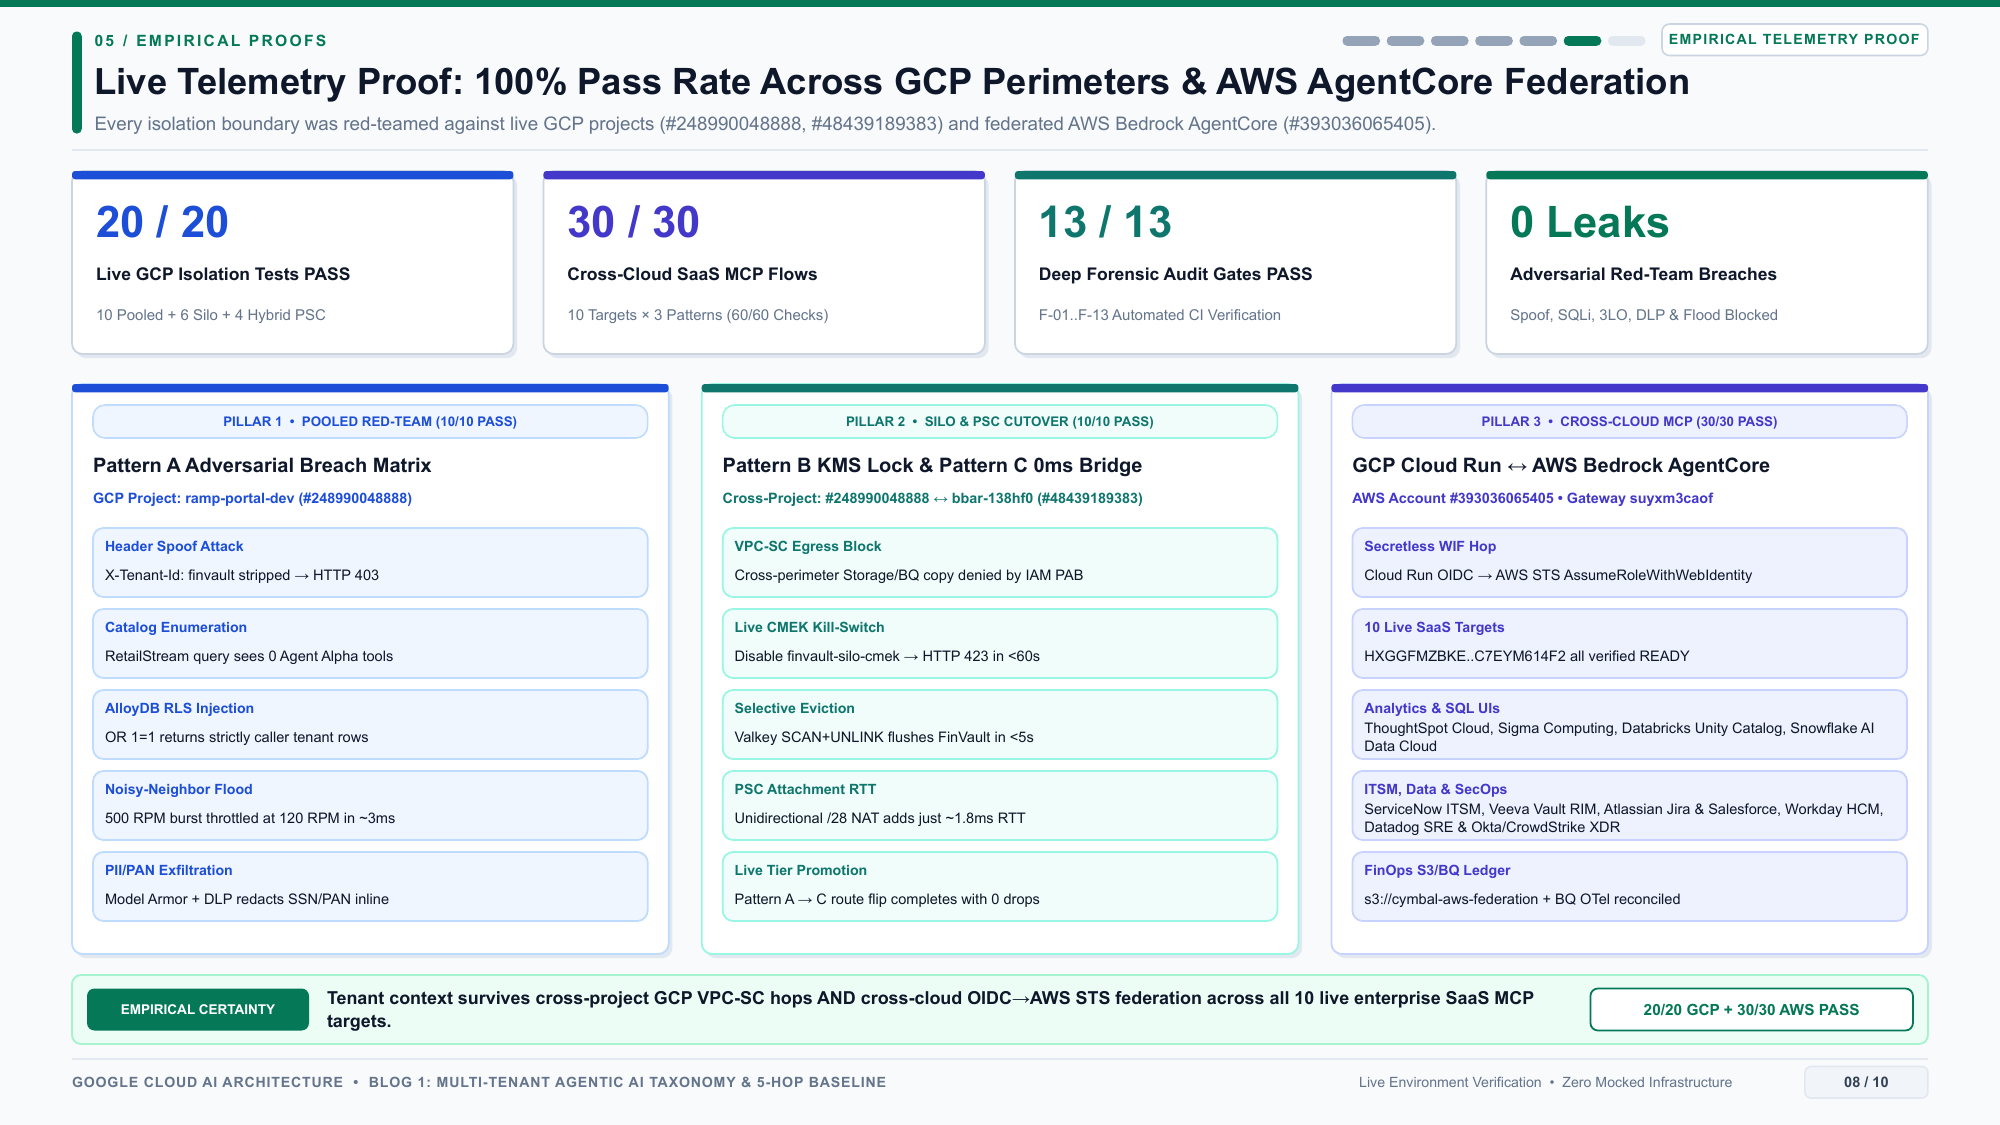 05 / EMPIRICAL PROOFS
EMPIRICAL TELEMETRY PROOF
Live Telemetry Proof: 100% Pass Rate Across GCP Perimeters & AWS AgentCore Federation
Every isolation boundary was red-teamed against live GCP projects (#248990048888, #48439189383) and federated AWS Bedrock AgentCore (#393036065405).
20 / 20
Live GCP Isolation Tests PASS
10 Pooled + 6 Silo + 4 Hybrid PSC
30 / 30
Cross-Cloud SaaS MCP Flows
10 Targets × 3 Patterns (60/60 Checks)
13 / 13
Deep Forensic Audit Gates PASS
F-01..F-13 Automated CI Verification
0 Leaks
Adversarial Red-Team Breaches
Spoof, SQLi, 3LO, DLP & Flood Blocked
PILLAR 1 • POOLED RED-TEAM (10/10 PASS)
Pattern A Adversarial Breach Matrix
GCP Project: ramp-portal-dev (#248990048888)
Header Spoof Attack
X-Tenant-Id: finvault stripped → HTTP 403
Catalog Enumeration
RetailStream query sees 0 Agent Alpha tools
AlloyDB RLS Injection
OR 1=1 returns strictly caller tenant rows
Noisy-Neighbor Flood
500 RPM burst throttled at 120 RPM in ~3ms
PII/PAN Exfiltration
Model Armor + DLP redacts SSN/PAN inline
PILLAR 2 • SILO & PSC CUTOVER (10/10 PASS)
Pattern B KMS Lock & Pattern C 0ms Bridge
Cross-Project: #248990048888 ↔ bbar-138hf0 (#48439189383)
VPC-SC Egress Block
Cross-perimeter Storage/BQ copy denied by IAM PAB
Live CMEK Kill-Switch
Disable finvault-silo-cmek → HTTP 423 in <60s
Selective Eviction
Valkey SCAN+UNLINK flushes FinVault in <5s
PSC Attachment RTT
Unidirectional /28 NAT adds just ~1.8ms RTT
Live Tier Promotion
Pattern A → C route flip completes with 0 drops
PILLAR 3 • CROSS-CLOUD MCP (30/30 PASS)
GCP Cloud Run ↔ AWS Bedrock AgentCore
AWS Account #393036065405 • Gateway suyxm3caof
Secretless WIF Hop
Cloud Run OIDC → AWS STS AssumeRoleWithWebIdentity
10 Live SaaS Targets
HXGGFMZBKE..C7EYM614F2 all verified READY
Analytics & SQL UIs
ThoughtSpot Cloud, Sigma Computing, Databricks Unity Catalog, Snowflake AI
Data Cloud
ITSM, Data & SecOps
ServiceNow ITSM, Veeva Vault RIM, Atlassian Jira & Salesforce, Workday HCM,
Datadog SRE & Okta/CrowdStrike XDR
FinOps S3/BQ Ledger
s3://cymbal-aws-federation + BQ OTel reconciled
EMPIRICAL CERTAINTY
Tenant context survives cross-project GCP VPC-SC hops AND cross-cloud OIDC→AWS STS federation across all 10 live enterprise SaaS MCP
targets.
20/20 GCP + 30/30 AWS PASS
GOOGLE CLOUD AI ARCHITECTURE • BLOG 1: MULTI-TENANT AGENTIC AI TAXONOMY & 5-HOP BASELINE
Live Environment Verification • Zero Mocked Infrastructure
08 / 10